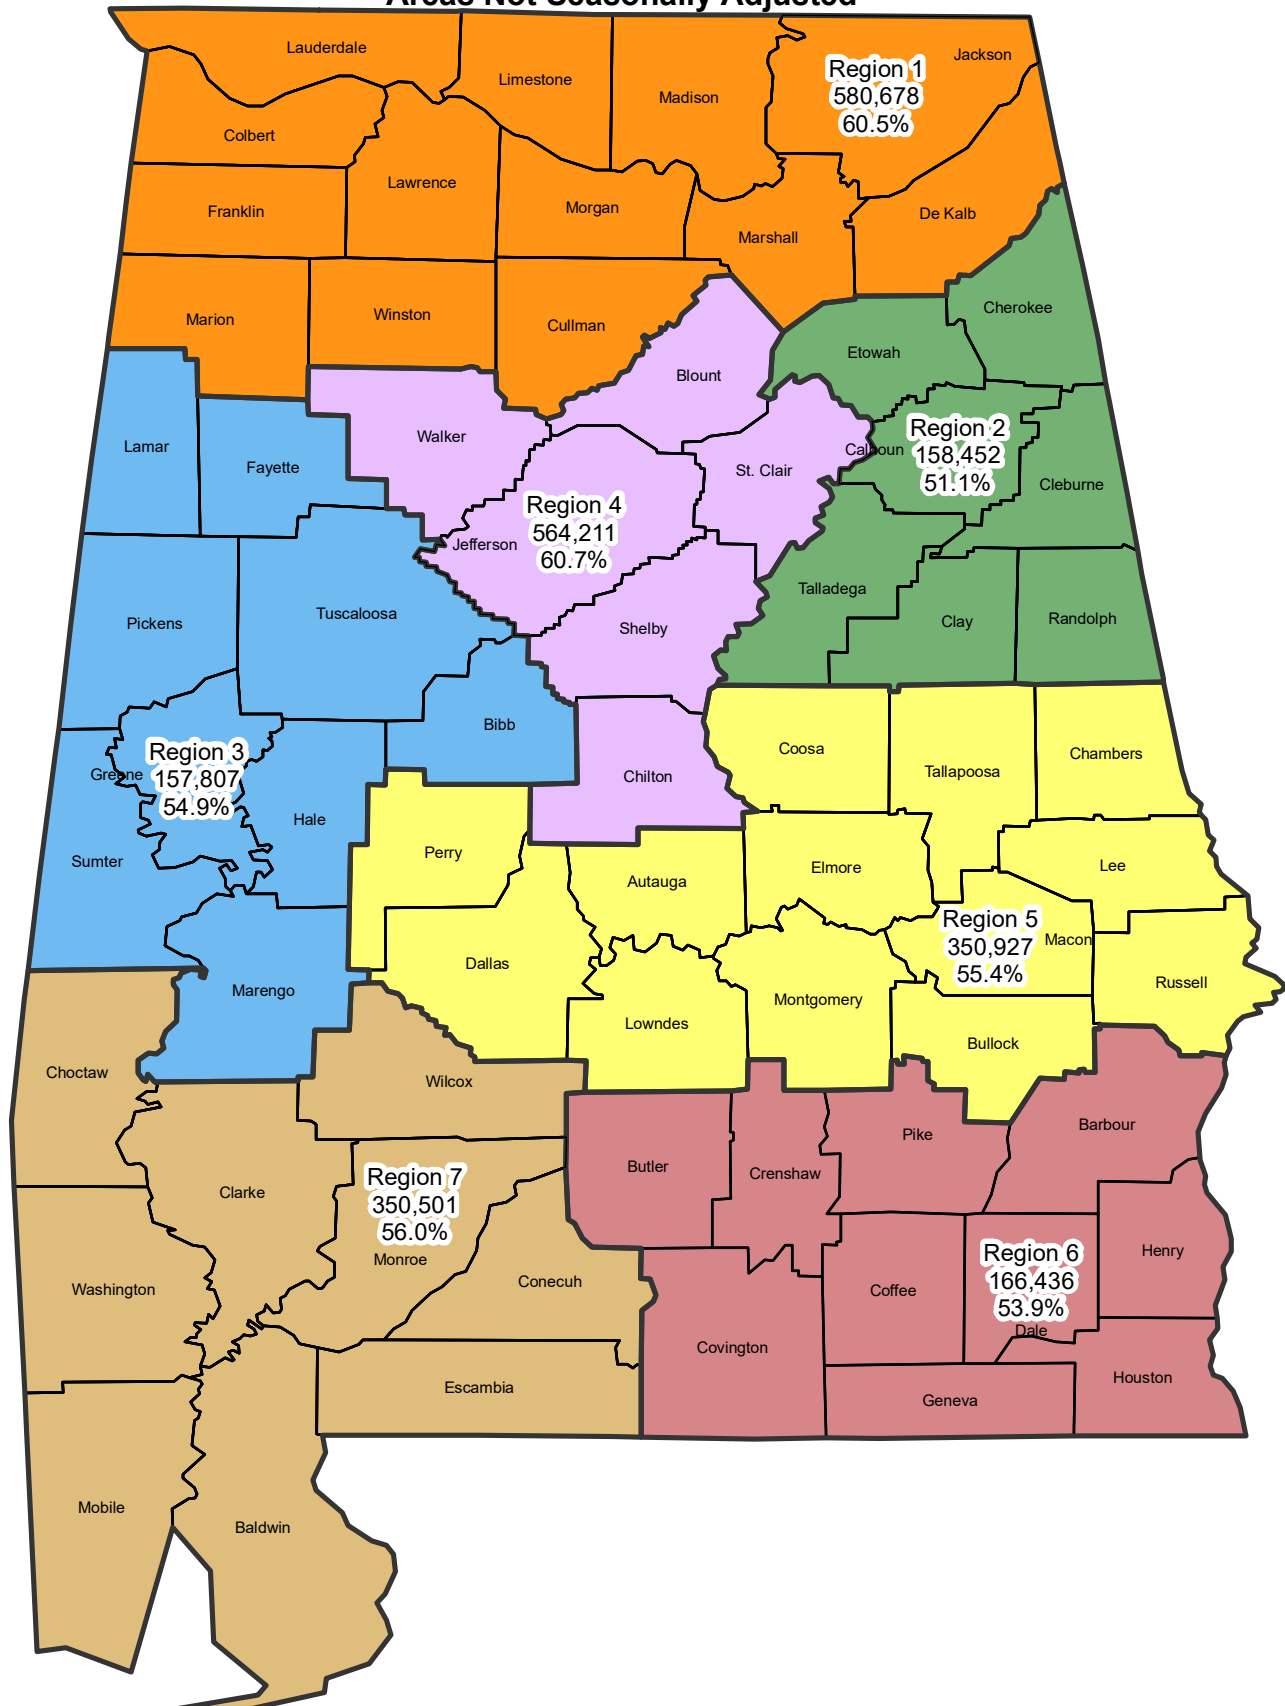 Areas Not Seasonally Adjusted
Lauderdale
Limestone
Madison
Jackson
Region 1
580,678
60.5%
Colbert
Lawrence
Franklin
Morgan
De Kalb
Marshall
Marion
Winston
Cullman
Cherokee
Etowah
Blount
Lamar
Fayette
Walker
St. Clair
Calhoun
Region 2
158,452
51.1%
Cleburne
Region 4
564,211
60.7%
Jefferson
Talladega
Pickens
Tuscaloosa
Shelby
Clay
Randolph
Bibb
Greene
Region 3
157,807
54.9%
Chilton
Coosa
Tallapoosa
Chambers
Hale
Sumter
Perry
Autauga
Elmore
Lee
Region 5
350,927
55.4%
Macon
Dallas
Marengo
Montgomery
Russell
Lowndes
Bullock
Choctaw
Wilcox
Butler
Crenshaw
Pike
Barbour
Clarke
Region 7
350,501
56.0%
Monroe
Washington
Conecuh
Coffee
Region 6
166,436
53.9%
Dale
Henry
Covington
Escambia
Geneva
Houston
Mobile
Baldwin